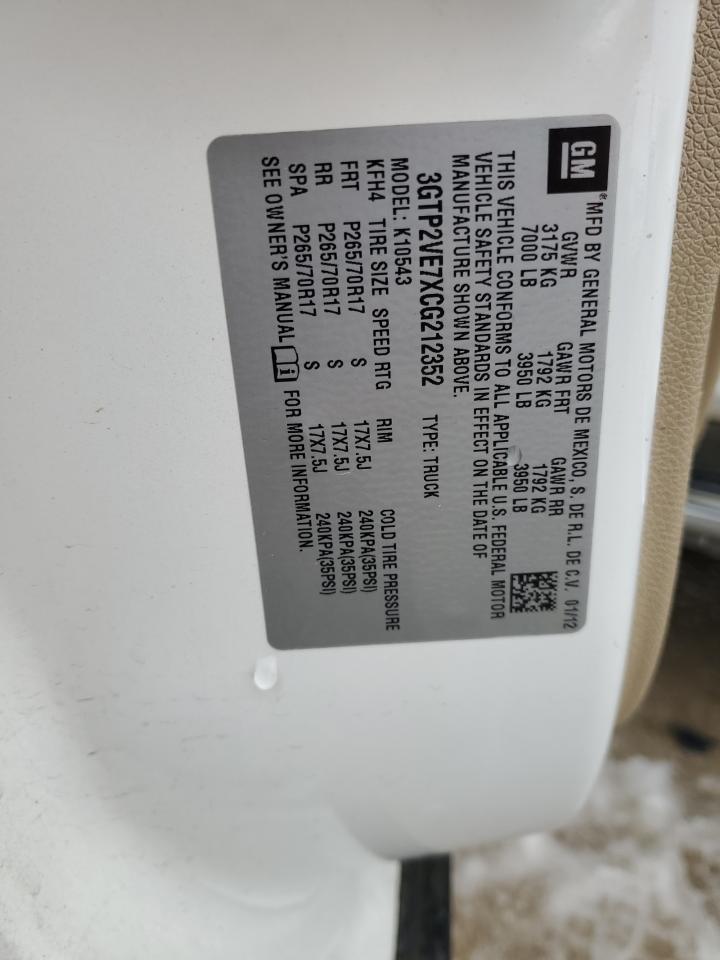 GM
® MFD BY GENERAL MOTORS DE MEXICO, S. DE R.L. DE C.V. 01/12
GVWR GAWR FRT GAWR RR
3175 KG 1792 KG 1792 KG
7000 LB 3950 LB 3950 LB
THIS VEHICLE CONFORMS TO ALL APPLICABLE U.S. FEDERAL MOTOR
VEHICLE SAFETY STANDARDS IN EFFECT ON THE DATE OF
MANUFACTURE SHOWN ABOVE.
3GTP2VE7XCG212352 TYPE: TRUCK
MODEL: K10543
KFH4 TIRE SIZE SPEED RTG RIM COLD TIRE PRESSURE
FRT P265/70R17 S 17X7.5J 240KPA(35PSI)
RR P265/70R17 S 17X7.5J 240KPA(35PSI)
SPA P265/70R17 S 17X7.5J 240KPA(35PSI)
SEE OWNER'S MANUAL i FOR MORE INFORMATION.